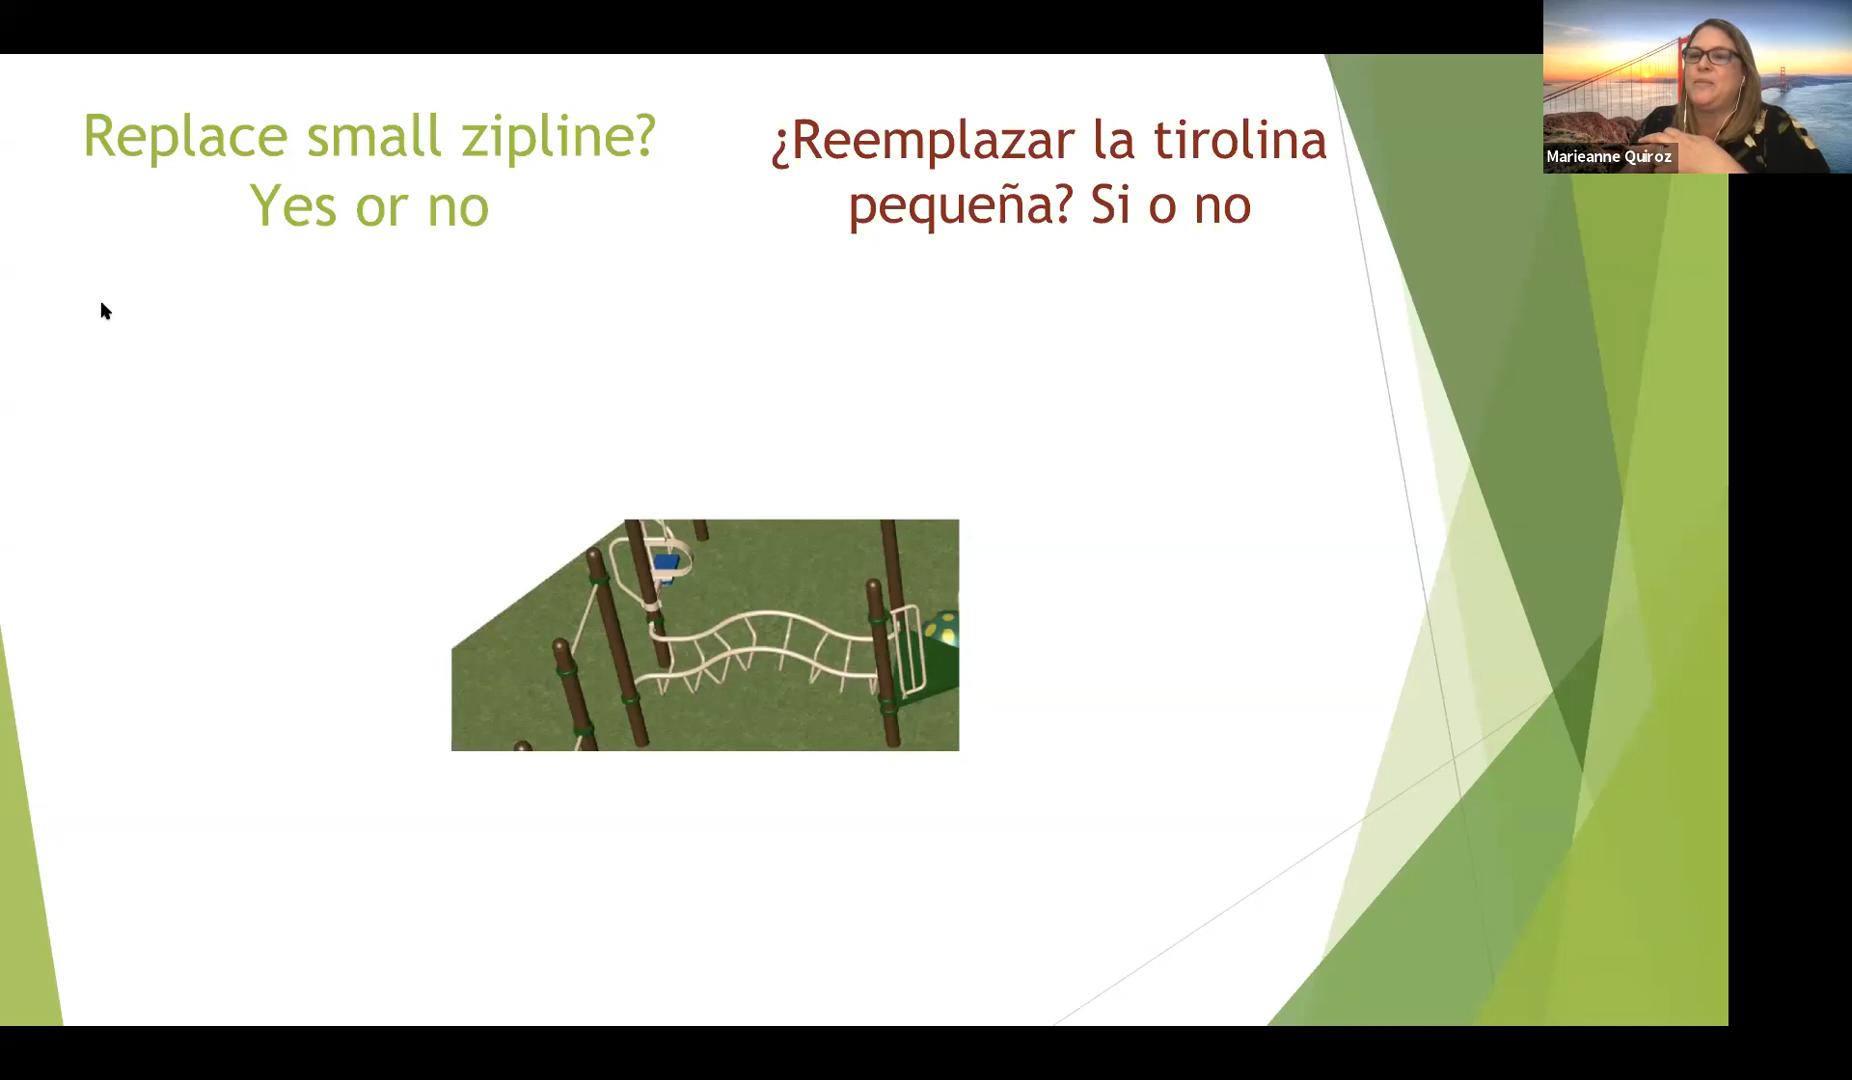 Replace small zipline?
Yes or no
¿Reemplazar la tirolina
pequeña? Si o no
Marieanne Quiroz